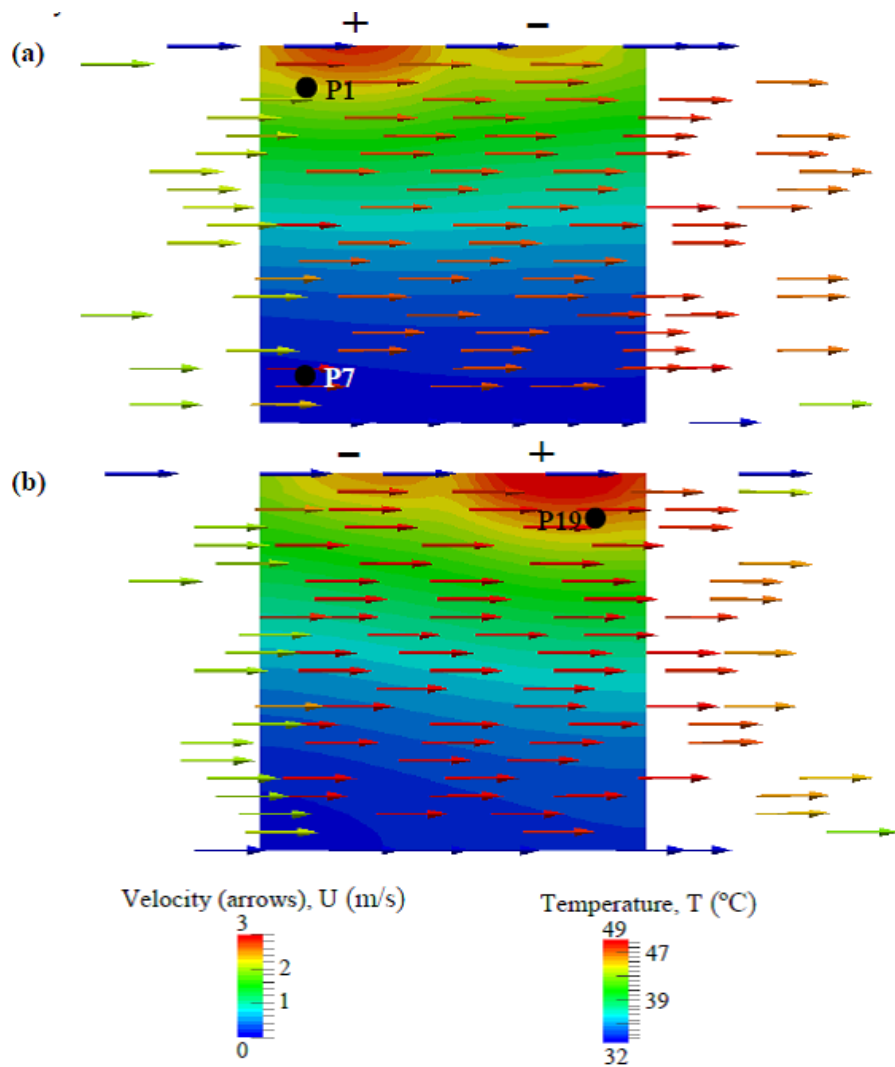 + -
(a)
P1
P7
- +
(b)
P19
Velocity (arrows), U (m/s)
3
2
1
0
Temperature, T (°C)
49
47
39
32